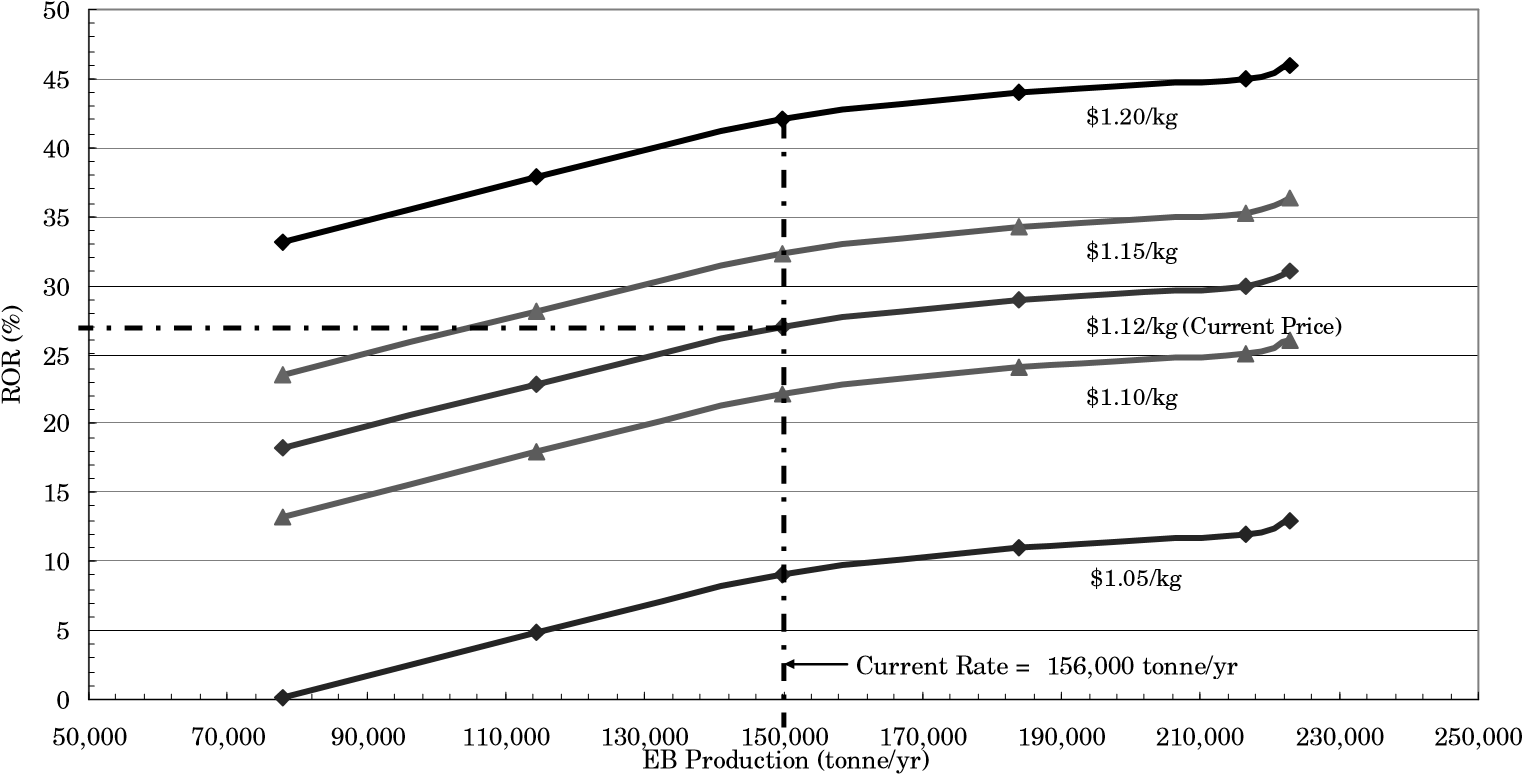 50
45
$1.20/kg
40
35
$1.15/kg
30
$1.12/kg (Current Price)
25
$1.10/kg
20
15
10
$1.05/kg
5
Current Rate = 156,000 tonne/yr
0
ROR (%)
50,000 70,000 90,000 110,000 130,000 150,000 170,000 190,000 210,000 230,000 250,000
EB Production (tonne/yr)